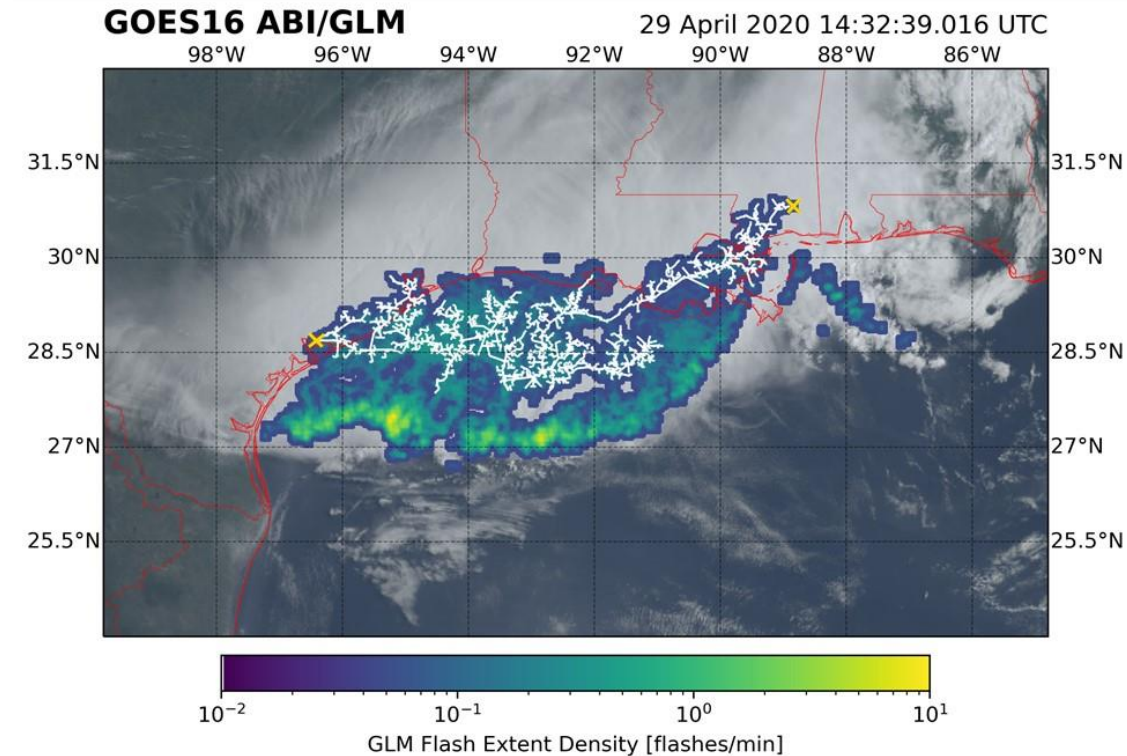 GOES16 ABI/GLM
29 April 2020 14:32:39.016 UTC
98°W 96°W 94°W 92°W 90°W 88°W 86°W
31.5°N 31.5°N
30°N 30°N
28.5°N 28.5°N
27°N 27°N
25.5°N 25.5°N
10⁻² 10⁻¹ 10⁰ 10¹
GLM Flash Extent Density [flashes/min]